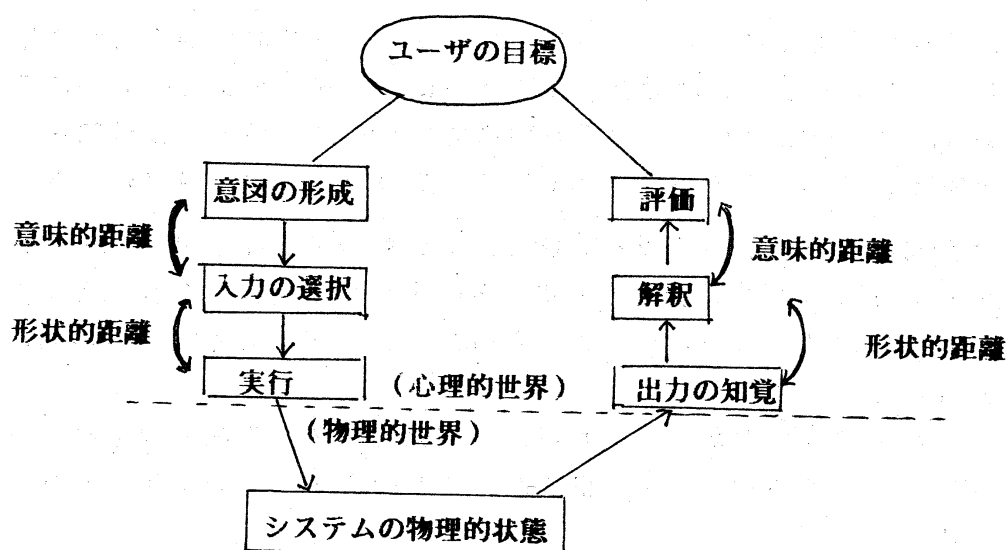 ユーザの目標
意図の形成
評価
意味的距離
意味的距離
入力の選択
解釈
形状的距離
形状的距離
実行
(心理的世界)
出力の知覚
(物理的世界)
システムの物理的状態